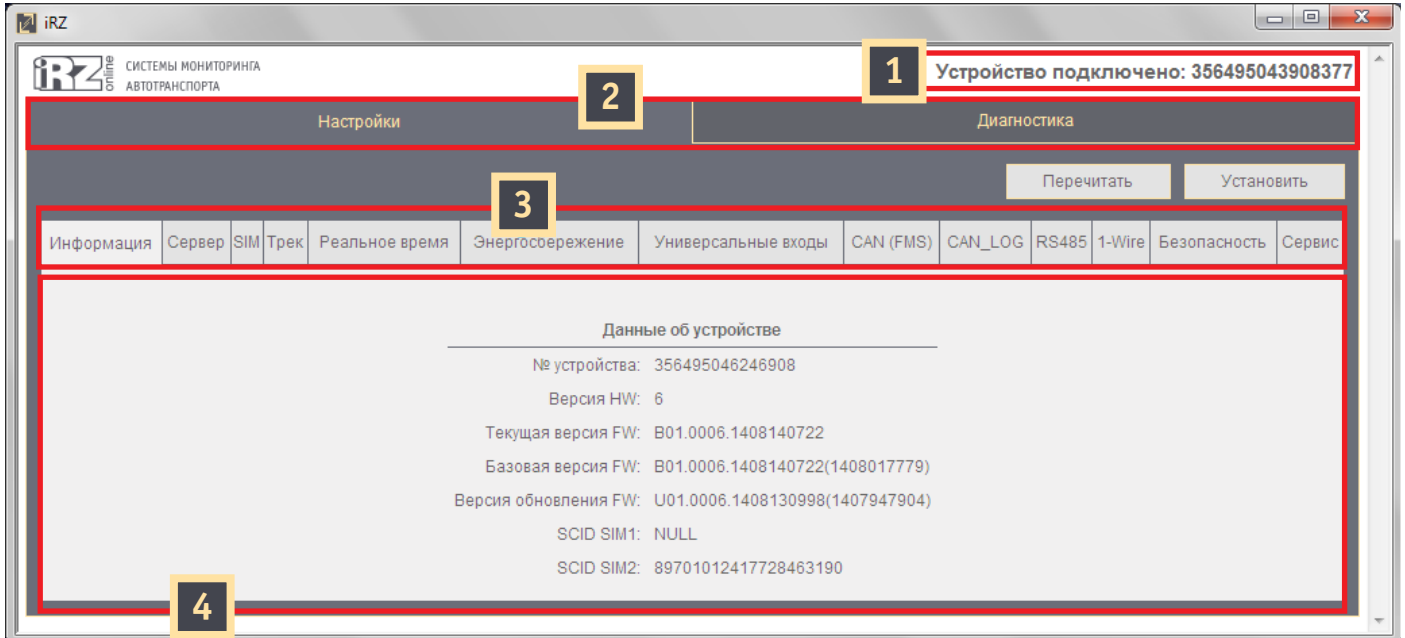 iRZ
iRZ online СИСТЕМЫ МОНИТОРИНГА
АВТОТРАНСПОРТА
1
Устройство подключено: 356495043908377
2
Настройки Диагностика
Перечитать Установить
3
Информация Сервер SIM Трек Реальное время Энергосбережение Универсальные входы CAN (FMS) CAN_LOG RS485 1-Wire Безопасность Сервис
Данные об устройстве
№ устройства: 356495046246908
Версия HW: 6
Текущая версия FW: B01.0006.1408140722
Базовая версия FW: B01.0006.1408140722(1408017779)
Версия обновления FW: U01.0006.1408130998(1407947904)
SCID SIM1: NULL
SCID SIM2: 89701012417728463190
4